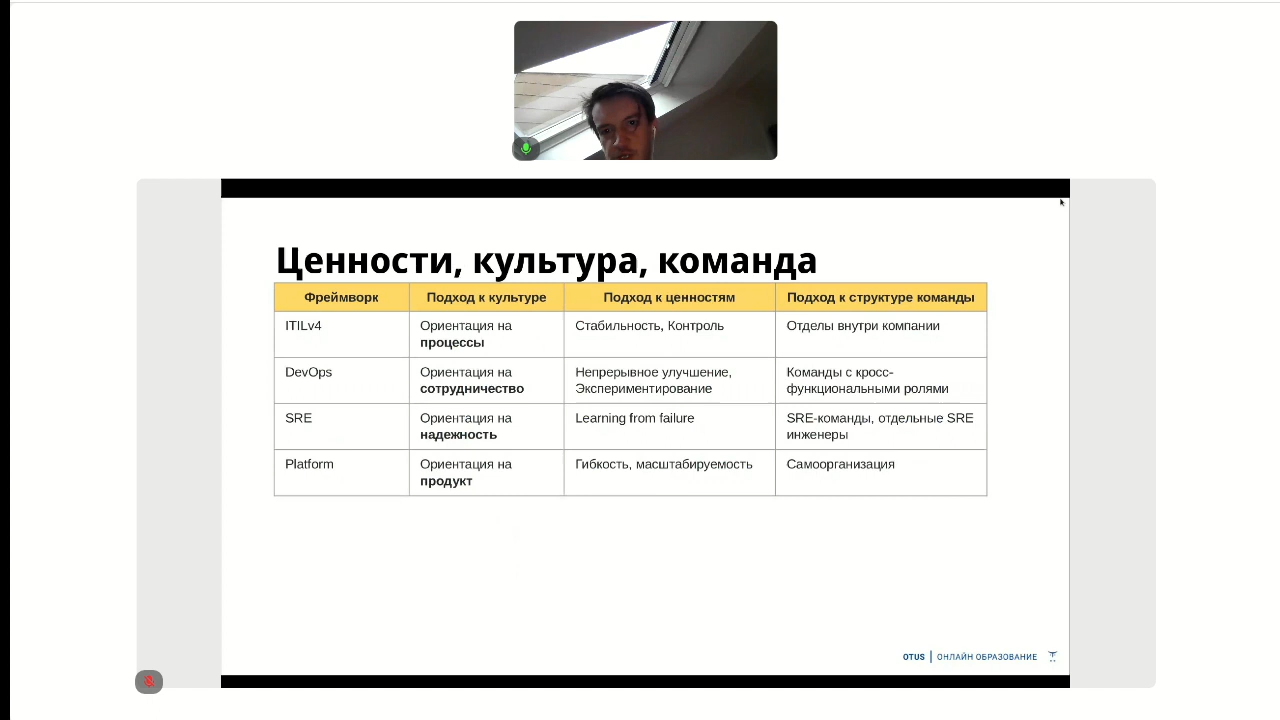 Ценности, культура, команда
Фреймворк
Подход к культуре
Подход к ценностям
Подход к структуре команды
ITILv4
Ориентация на
процессы
Стабильность, Контроль
Отделы внутри компании
DevOps
Ориентация на
сотрудничество
Непрерывное улучшение,
Экспериментирование
Команды с кросс-
функциональными ролями
SRE
Ориентация на
надежность
Learning from failure
SRE-команды, отдельные SRE
инженеры
Platform
Ориентация на
продукт
Гибкость, масштабируемость
Самоорганизация
OTUS | ОНЛАЙН ОБРАЗОВАНИЕ